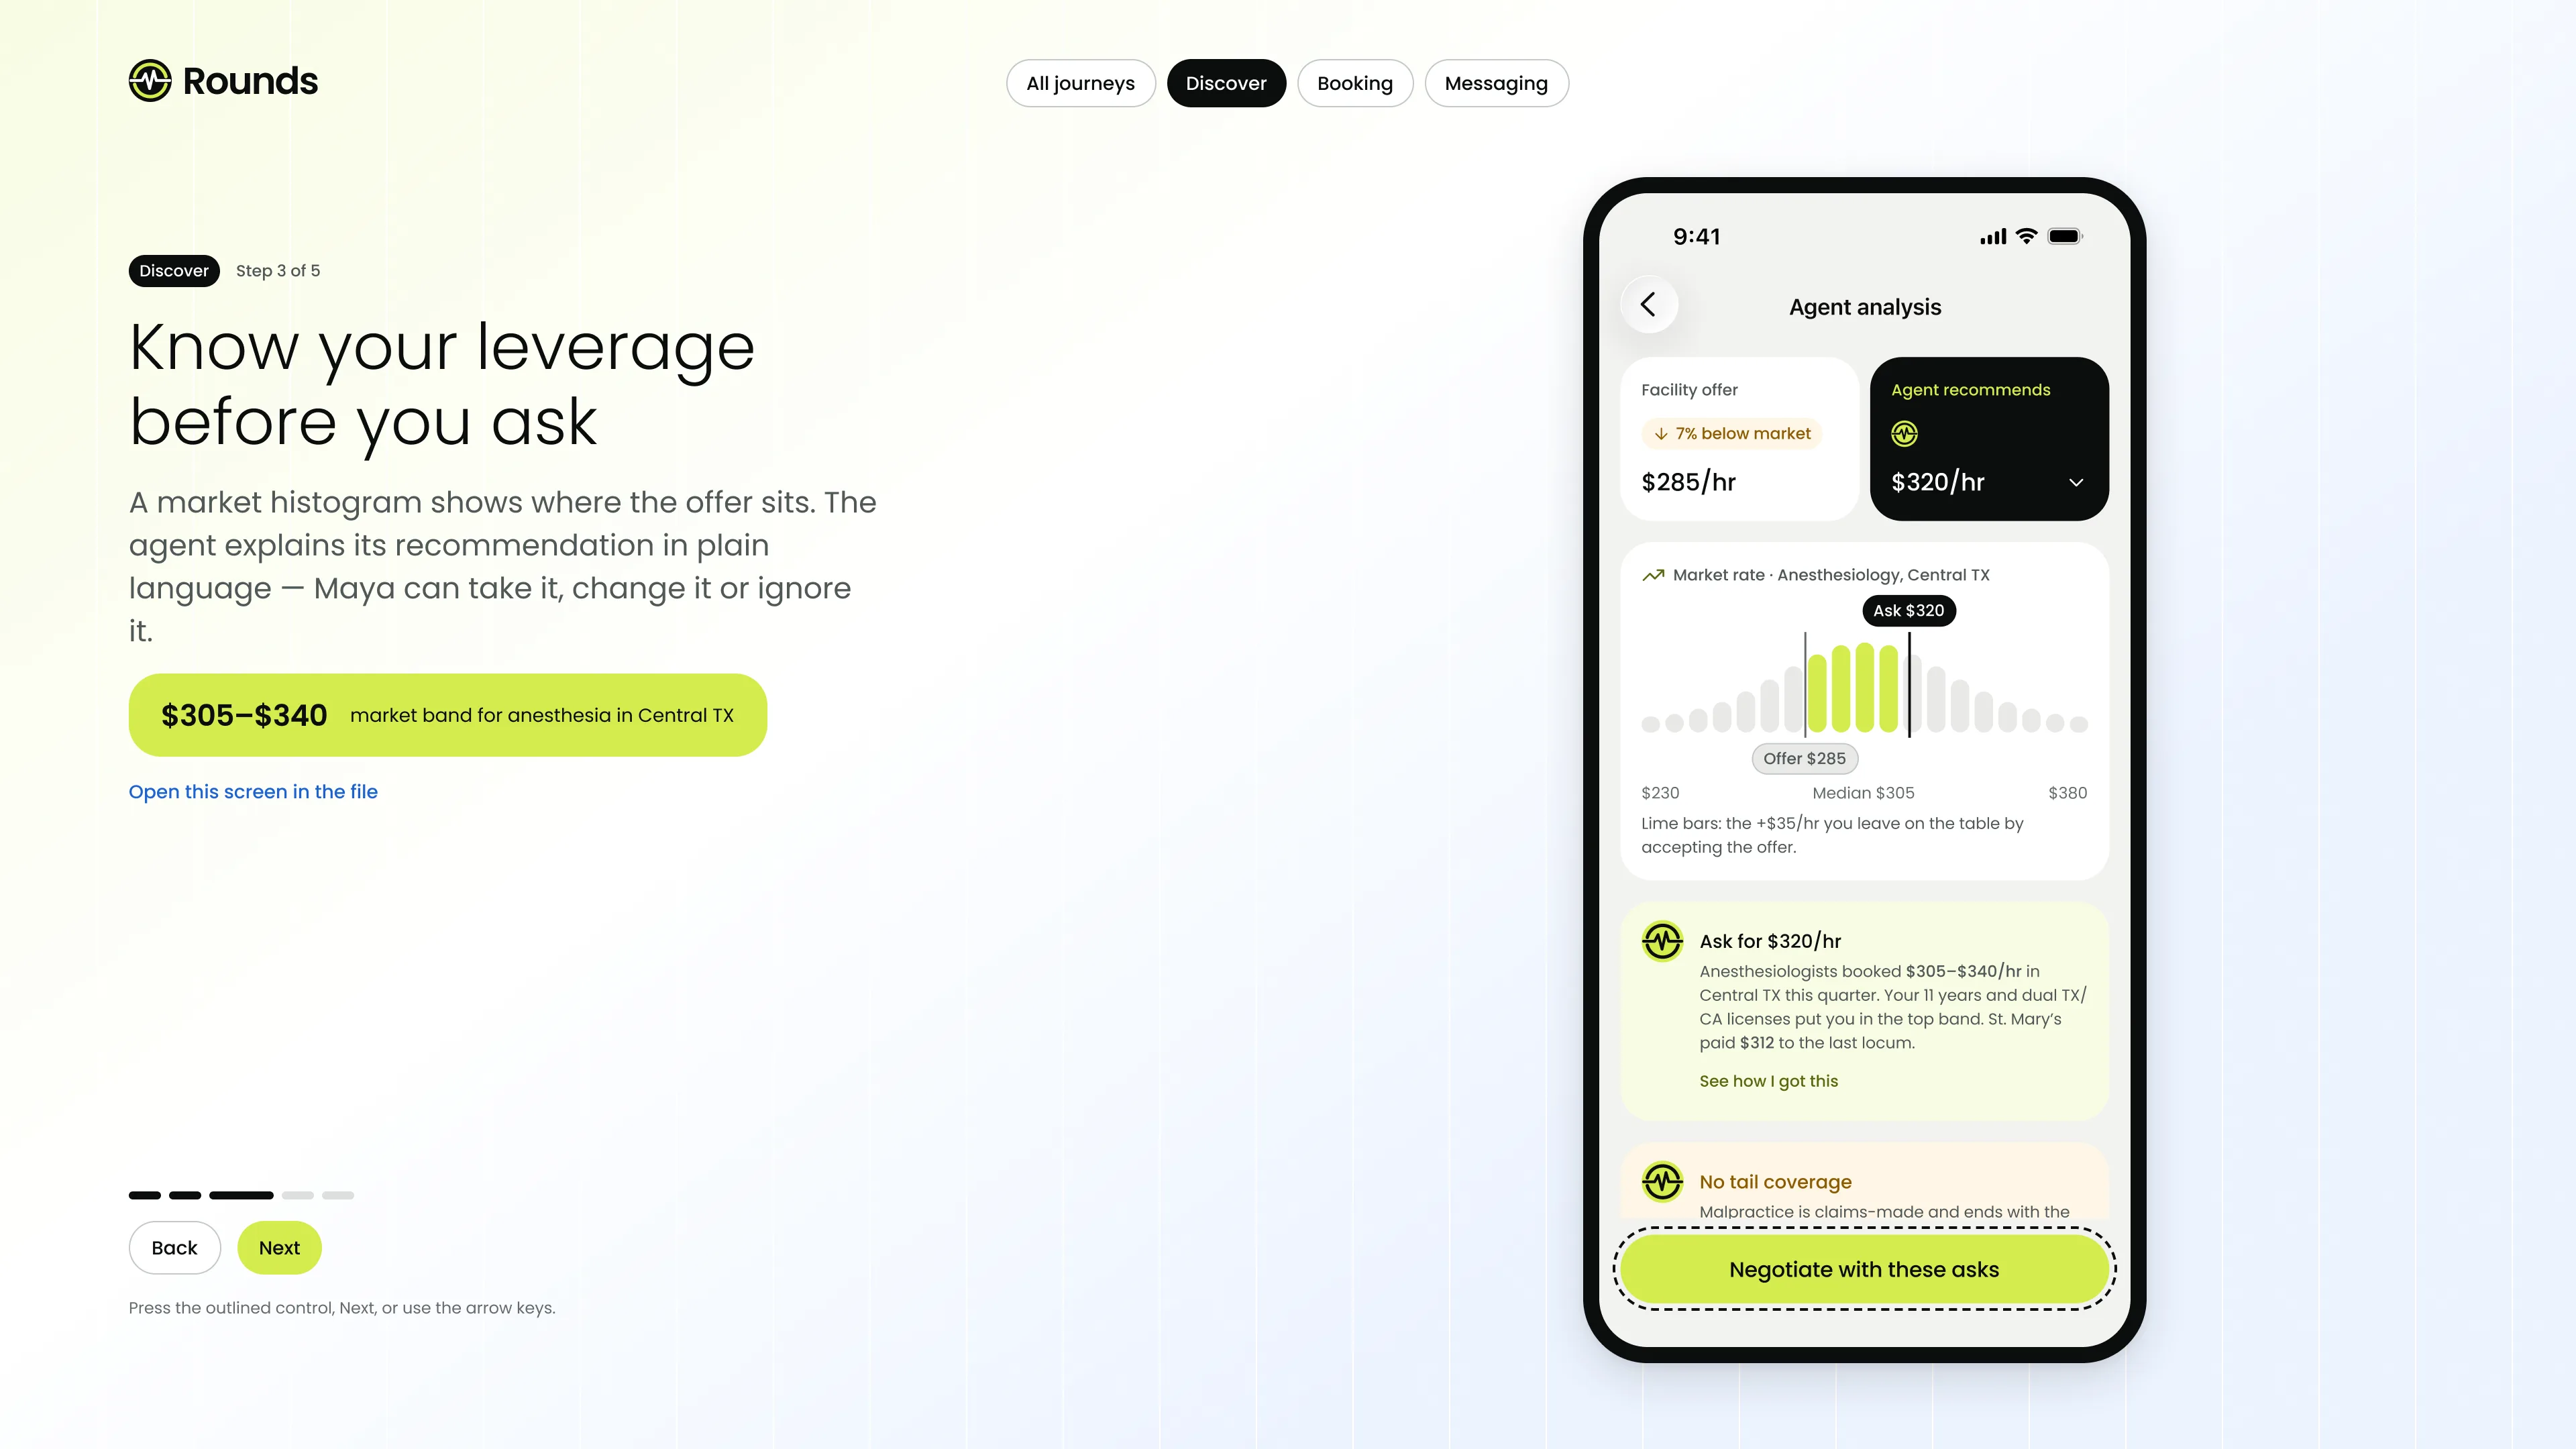 Rounds
All journeys
Discover
Booking
Messaging
Discover
Step 3 of 5
Know your leverage
before you ask
A market histogram shows where the offer sits. The
agent explains its recommendation in plain
language — Maya can take it, change it or ignore
it.
$305–$340 market band for anesthesia in Central TX
Open this screen in the file
Back
Next
Press the outlined control, Next, or use the arrow keys.
9:41
Agent analysis
Facility offer
↓ 7% below market
$285/hr
Agent recommends
$320/hr
Market rate · Anesthesiology, Central TX
Ask $320
Offer $285
$230
Median $305
$380
Lime bars: the +$35/hr you leave on the table by
accepting the offer.
Ask for $320/hr
Anesthesiologists booked $305–$340/hr in
Central TX this quarter. Your 11 years and dual TX/
CA licenses put you in the top band. St. Mary’s
paid $312 to the last locum.
See how I got this
No tail coverage
Malpractice is claims-made and ends with the
Negotiate with these asks